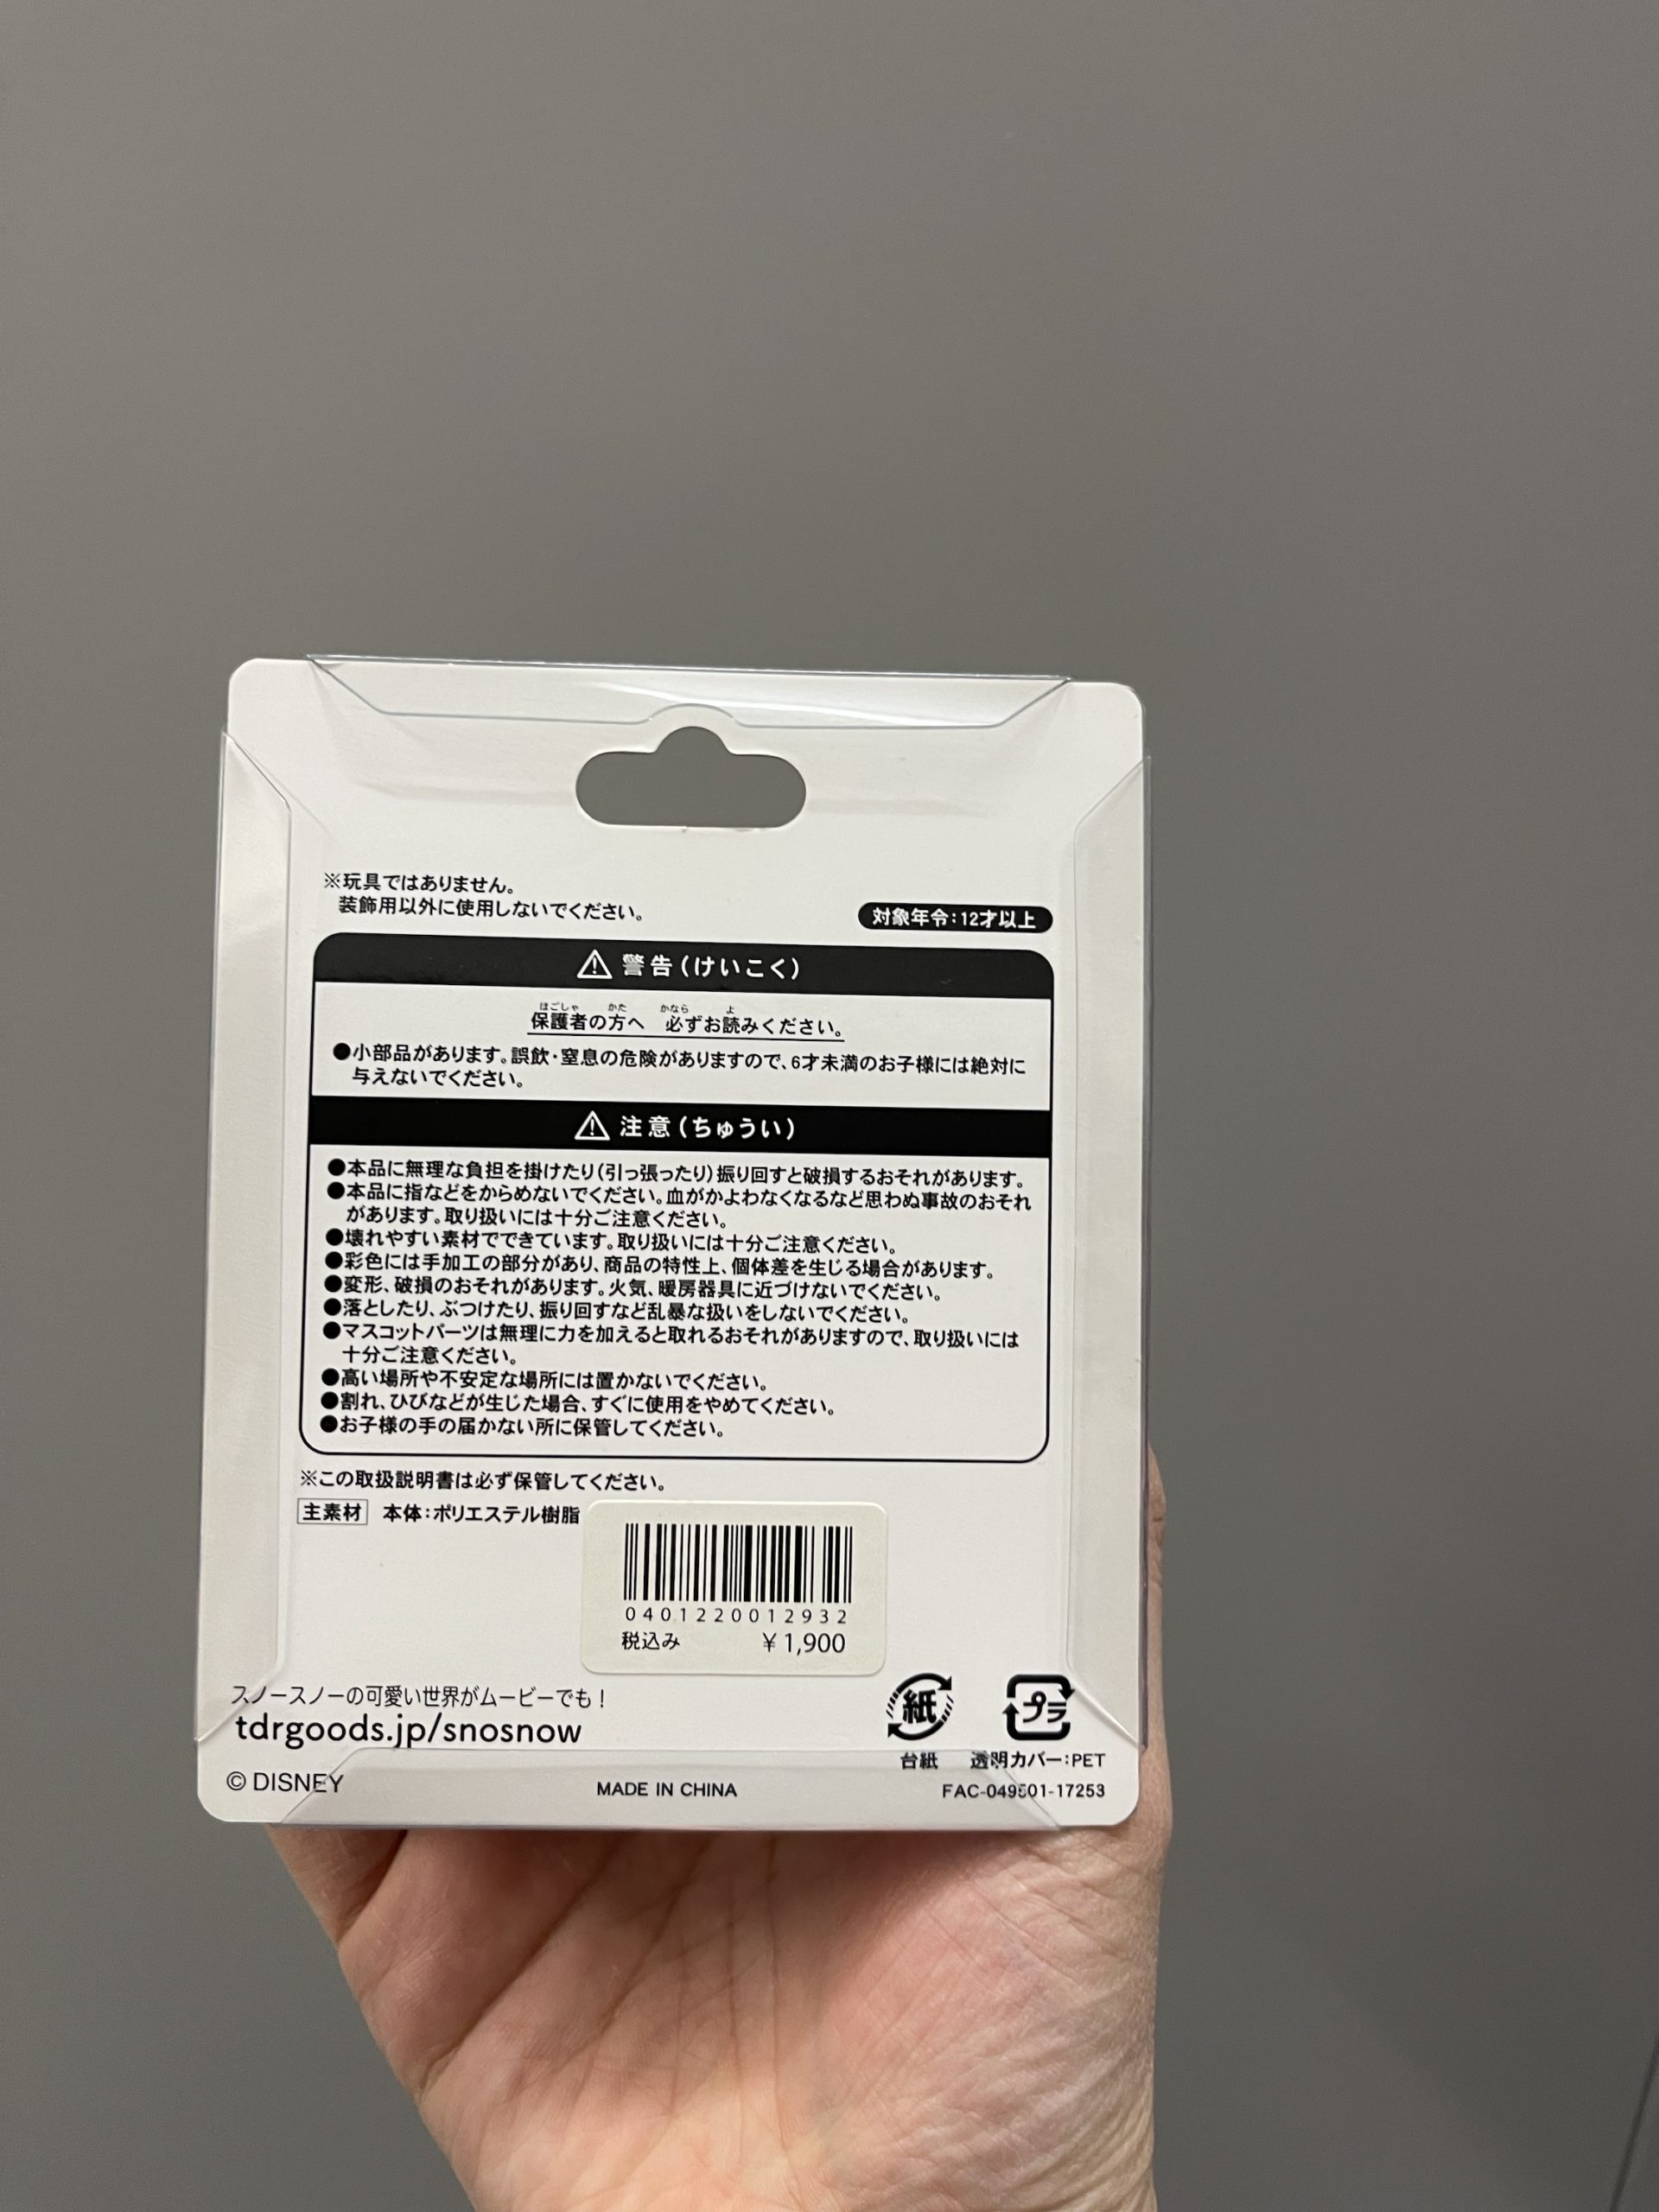 ※玩具ではありません。
装飾用以外に使用しないでください。
対象年令：12才以上
警告（けいこく）
ほごしゃ かた かなら よ
保護者の方へ 必ずお読みください。
●小部品があります。誤飲・窒息の危険がありますので、6才未満のお子様には絶対に
与えないでください。
注意（ちゅうい）
●本品に無理な負担を掛けたり（引っ張ったり）振り回すと破損するおそれがあります。
●本品に指などをからめないでください。血がかよわなくなるなど思わぬ事故のおそれ
があります。取り扱いには十分ご注意ください。
●壊れやすい素材でできています。取り扱いには十分ご注意ください。
●彩色には手加工の部分があり、商品の特性上、個体差を生じる場合があります。
●変形、破損のおそれがあります。火気、暖房器具に近づけないでください。
●落としたり、ぶつけたり、振り回すなど乱暴な扱いをしないでください。
●マスコットパーツは無理に力を加えると取れるおそれがありますので、取り扱いには
十分ご注意ください。
●高い場所や不安定な場所には置かないでください。
●割れ、ひびなどが生じた場合、すぐに使用をやめてください。
●お子様の手の届かない所に保管してください。
※この取扱説明書は必ず保管してください。
主素材 本体：ポリエステル樹脂
0401220012932
税込み ¥1,900
スノースノーの可愛い世界がムービーでも！
tdrgoods.jp/snosnow
紙 プラ
台紙 透明カバー：PET
© DISNEY MADE IN CHINA FAC-049501-17253